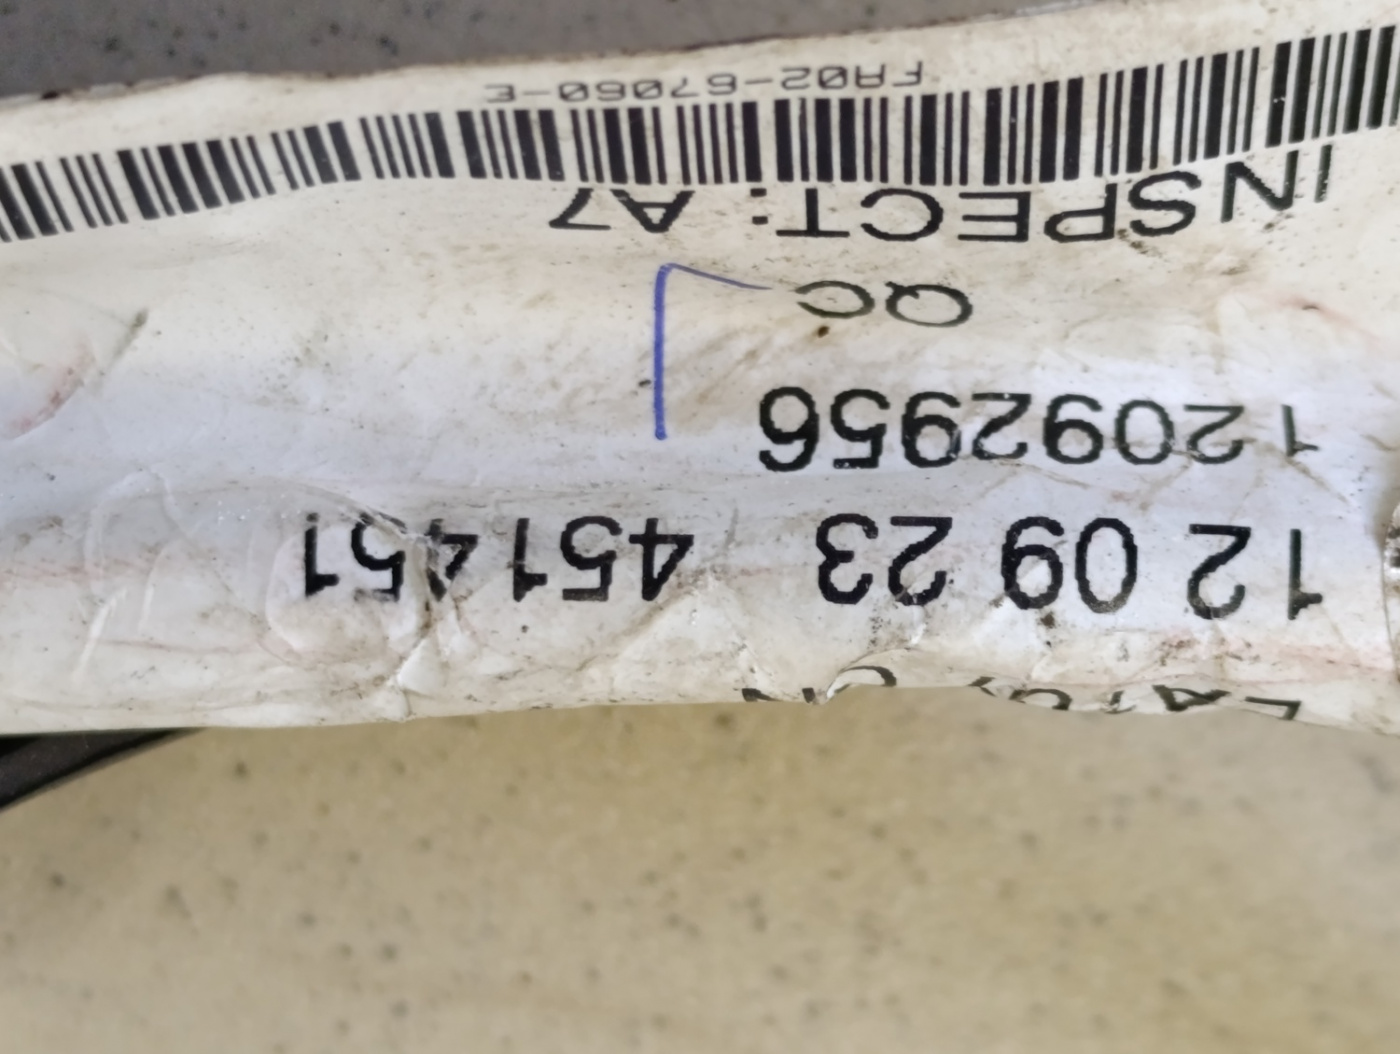 12 09 23 451451
12092956
QC
INSPECT: A7
FA02-67060-E